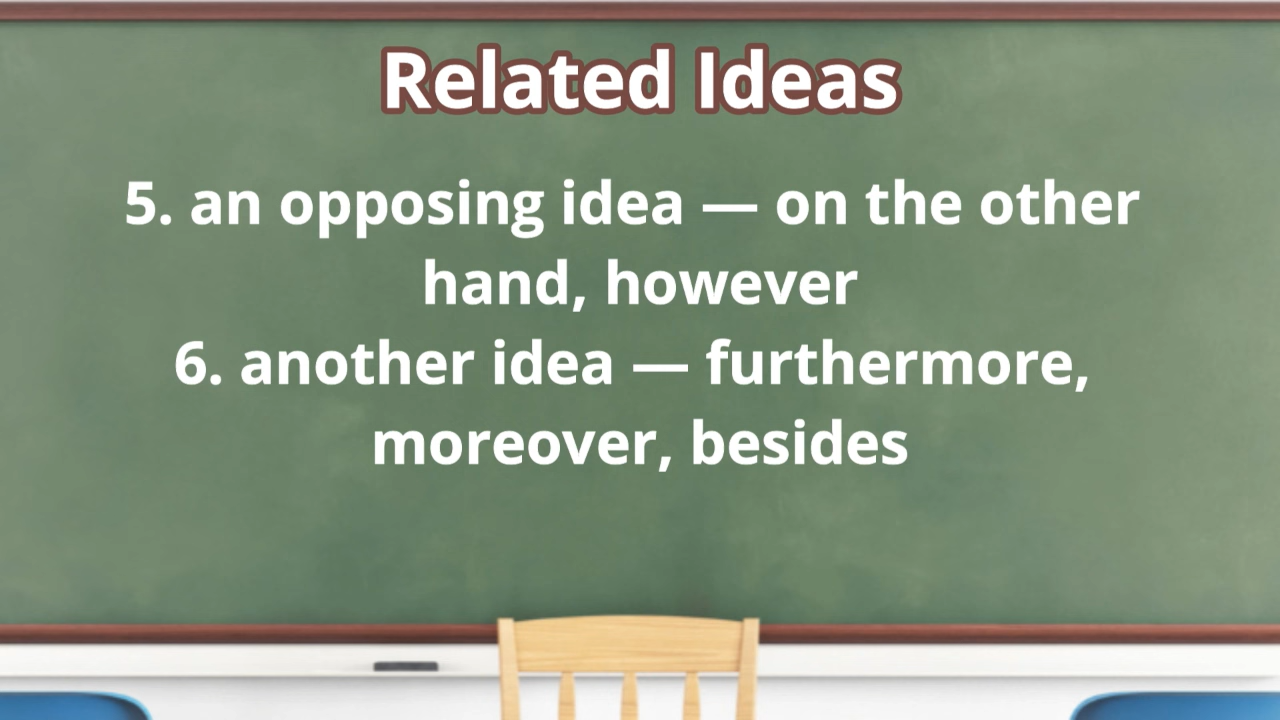 Related Ideas
5. an opposing idea — on the other
hand, however
6. another idea — furthermore,
moreover, besides